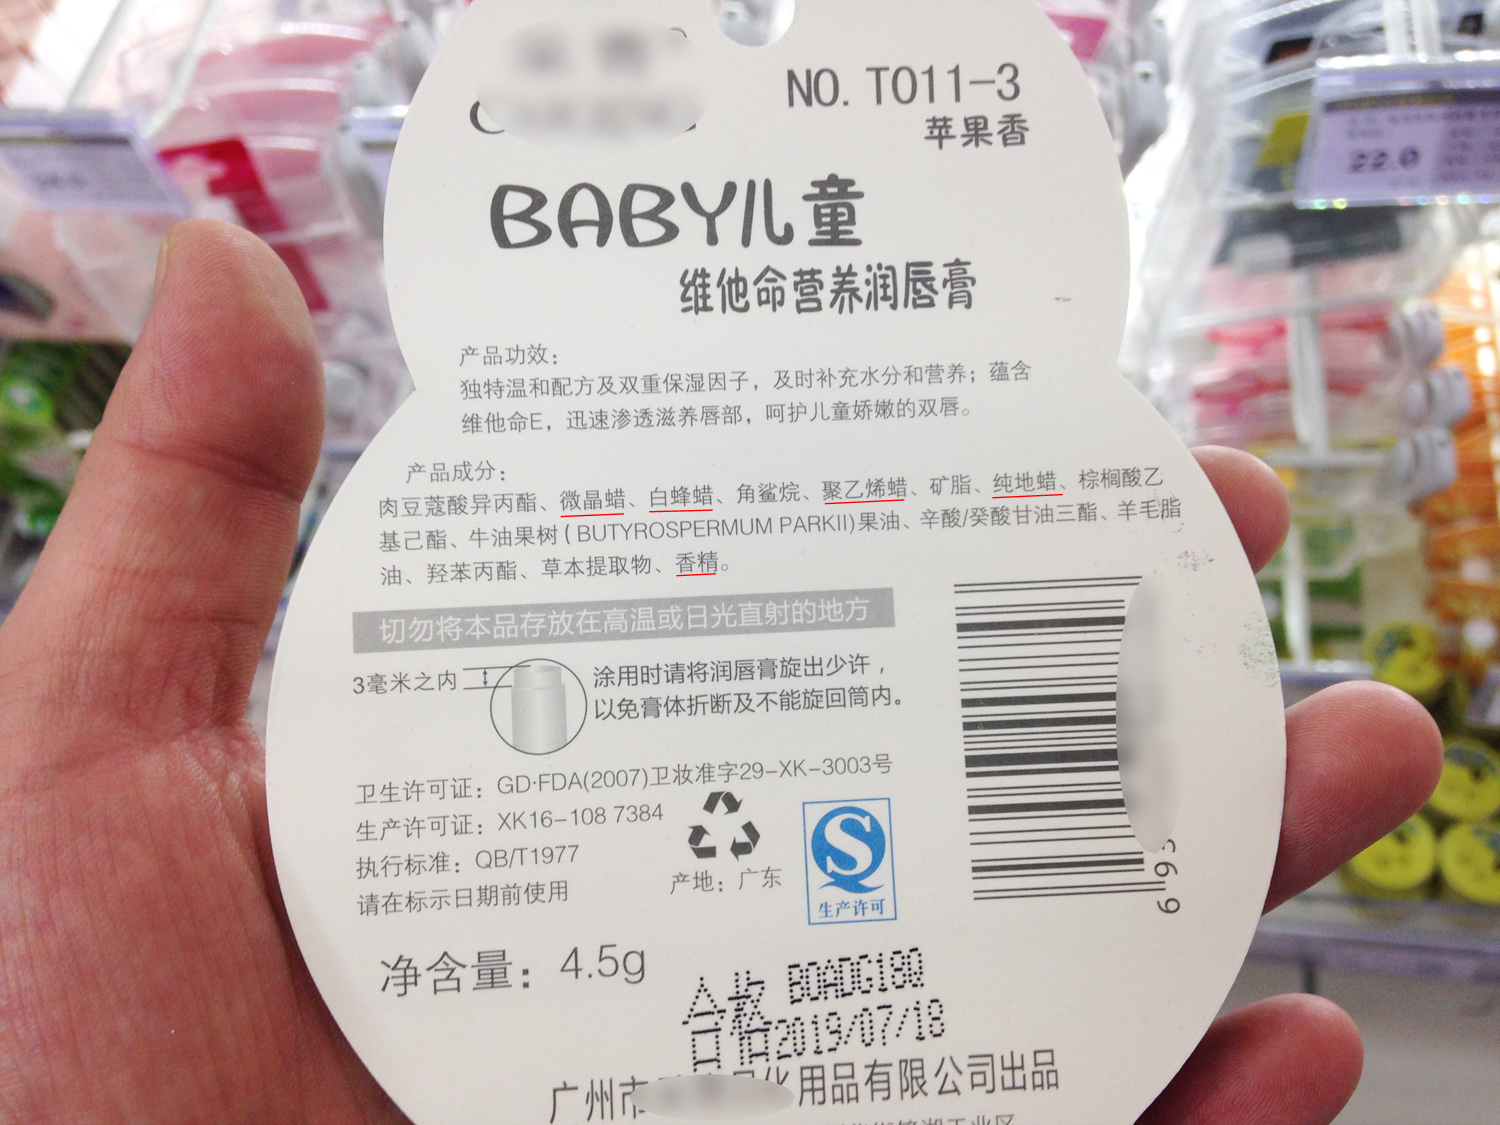 NO. T011-3
苹果香
BABY儿童
维他命营养润唇膏
产品功效：
独特温和配方及双重保湿因子，及时补充水分和营养；蕴含
维他命E，迅速渗透滋养唇部，呵护儿童娇嫩的双唇。
产品成分：
肉豆蔻酸异丙酯、微晶蜡、白蜂蜡、角鲨烷、聚乙烯蜡、矿脂、纯地蜡、棕榈酸乙
基己酯、牛油果树(BUTYROSPERMUM PARKII)果油、辛酸/癸酸甘油三酯、羊毛脂
油、羟苯丙酯、草本提取物、香精。
切勿将本品存放在高温或日光直射的地方
3毫米之内
涂用时请将润唇膏旋出少许，
以免膏体折断及不能旋回筒内。
卫生许可证：GD·FDA(2007)卫妆准字29-XK-3003号
生产许可证：XK16-108 7384
执行标准：QB/T1977
请在标示日期前使用
产地：广东
生产许可
净含量：4.5g
合格 BOADG18Q
日 2019/07/18
广州市 用品有限公司出品
工业区
6 93
22.0